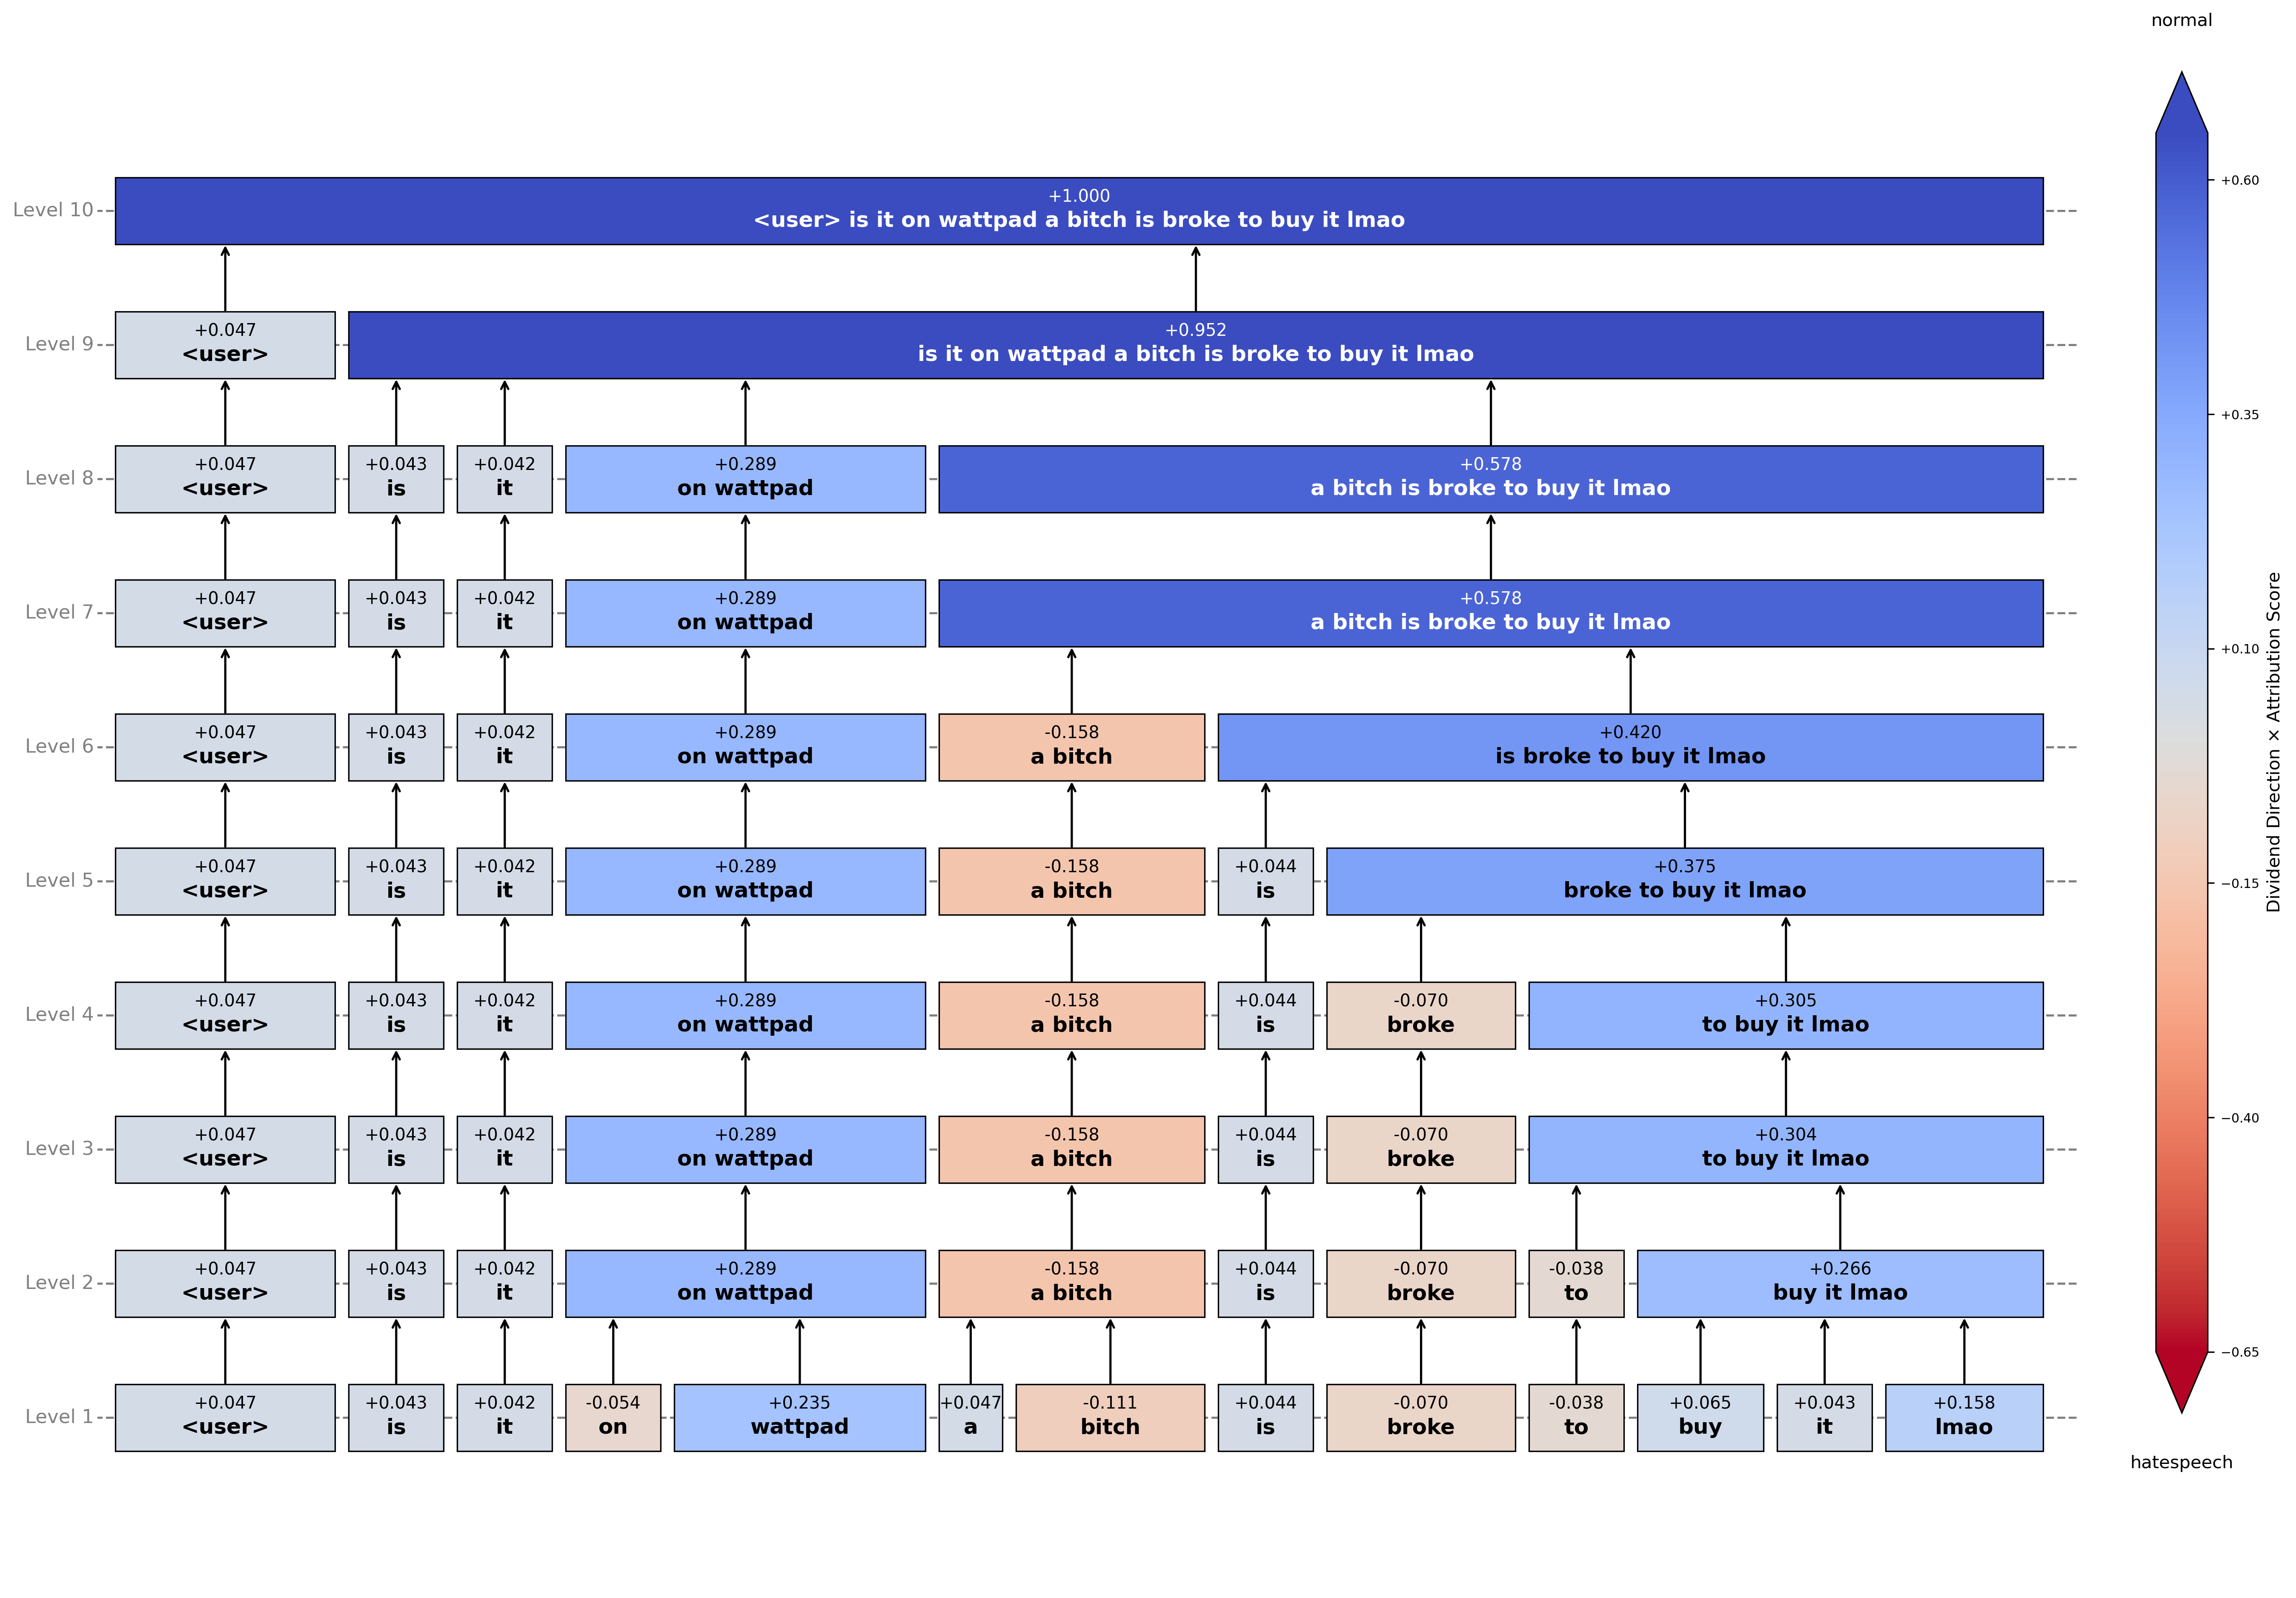 normal
Level 10
+1.000
<user> is it on wattpad a bitch is broke to buy it lmao
Level 9
+0.047
<user>
+0.952
is it on wattpad a bitch is broke to buy it lmao
Level 8
+0.047
<user>
+0.043
is
+0.042
it
+0.289
on wattpad
+0.578
a bitch is broke to buy it lmao
Level 7
+0.047
<user>
+0.043
is
+0.042
it
+0.289
on wattpad
+0.578
a bitch is broke to buy it lmao
Level 6
+0.047
<user>
+0.043
is
+0.042
it
+0.289
on wattpad
-0.158
a bitch
+0.420
is broke to buy it lmao
Level 5
+0.047
<user>
+0.043
is
+0.042
it
+0.289
on wattpad
-0.158
a bitch
+0.044
is
+0.375
broke to buy it lmao
Level 4
+0.047
<user>
+0.043
is
+0.042
it
+0.289
on wattpad
-0.158
a bitch
+0.044
is
-0.070
broke
+0.305
to buy it lmao
Level 3
+0.047
<user>
+0.043
is
+0.042
it
+0.289
on wattpad
-0.158
a bitch
+0.044
is
-0.070
broke
+0.304
to buy it lmao
Level 2
+0.047
<user>
+0.043
is
+0.042
it
+0.289
on wattpad
-0.158
a bitch
+0.044
is
-0.070
broke
-0.038
to
+0.266
buy it lmao
Level 1
+0.047
<user>
+0.043
is
+0.042
it
-0.054
on
+0.235
wattpad
+0.047
a
-0.111
bitch
+0.044
is
-0.070
broke
-0.038
to
+0.065
buy
+0.043
it
+0.158
lmao
+0.60
+0.35
+0.10
−0.15
−0.40
−0.65
Dividend Direction × Attribution Score
hatespeech